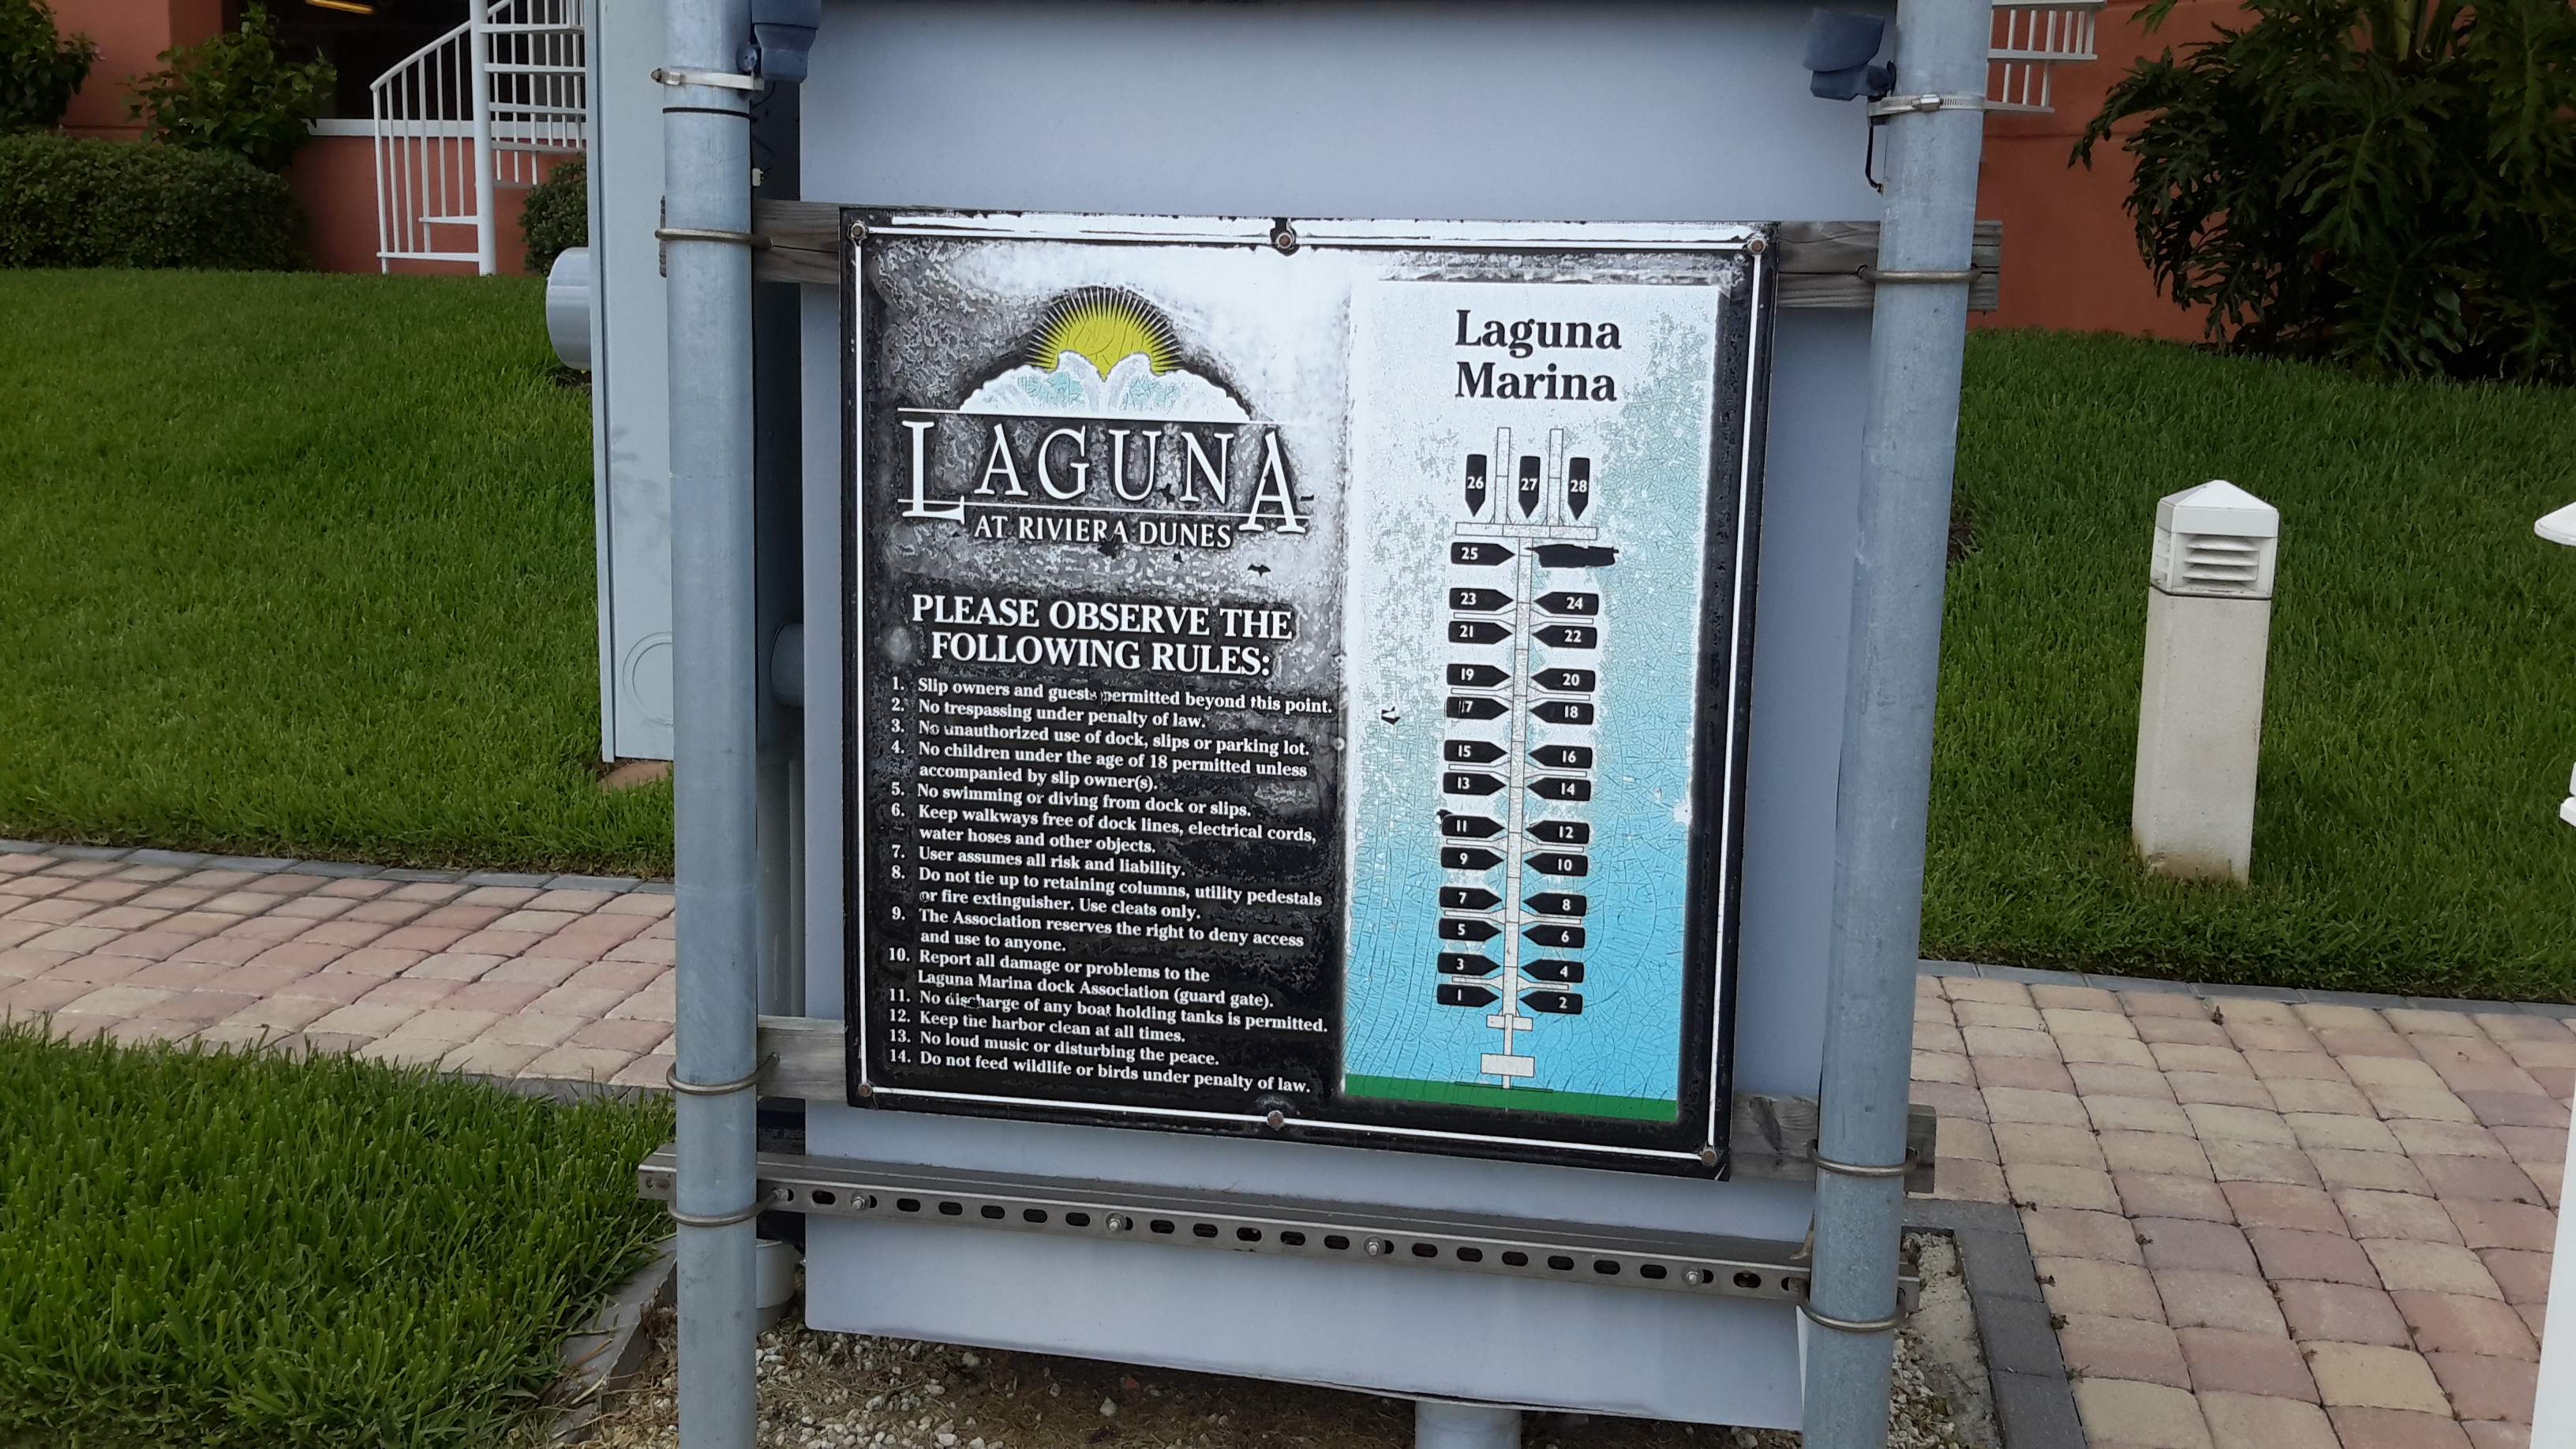 LAGUNA
AT RIVIERA DUNES
PLEASE OBSERVE THE
FOLLOWING RULES:
1. Slip owners and guests permitted beyond this point.
2. No trespassing under penalty of law.
3. No unauthorized use of dock, slips or parking lot.
4. No children under the age of 18 permitted unless
accompanied by slip owner(s).
5. No swimming or diving from dock or slips.
6. Keep walkways free of dock lines, electrical cords,
water hoses and other objects.
7. User assumes all risk and liability.
8. Do not tie up to retaining columns, utility pedestals
or fire extinguisher. Use cleats only.
9. The Association reserves the right to deny access
and use to anyone.
10. Report all damage or problems to the
Laguna Marina dock Association (guard gate).
11. No discharge of any boat holding tanks is permitted.
12. Keep the harbor clean at all times.
13. No loud music or disturbing the peace.
14. Do not feed wildlife or birds under penalty of law.
Laguna
Marina
26 27 28
25
23 24
21 22
19 20
17 18
15 16
13 14
11 12
9 10
7 8
5 6
3 4
1 2